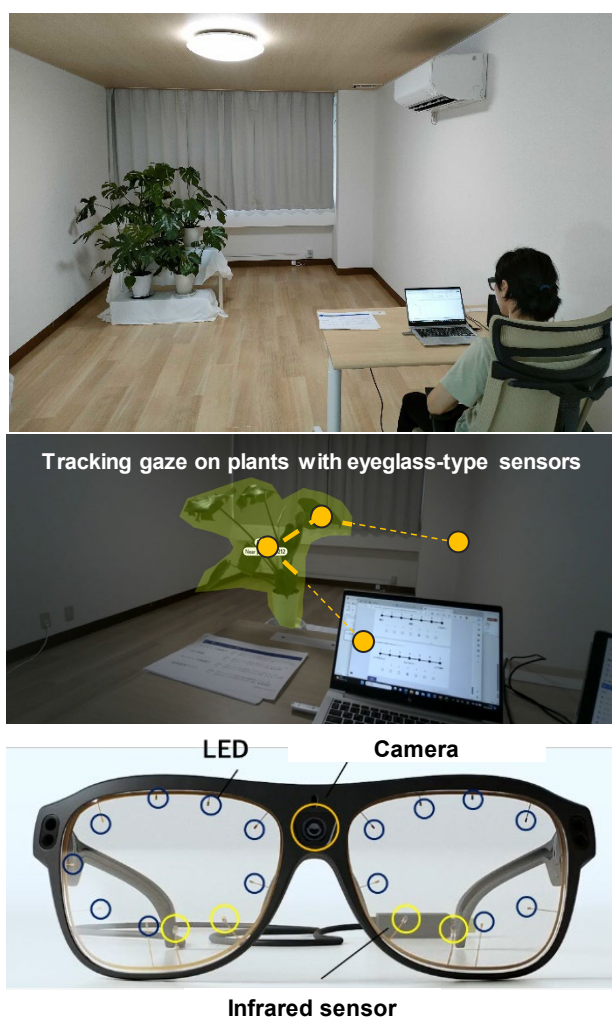 Tracking gaze on plants with eyeglass-type sensors
LED
Camera
Infrared sensor